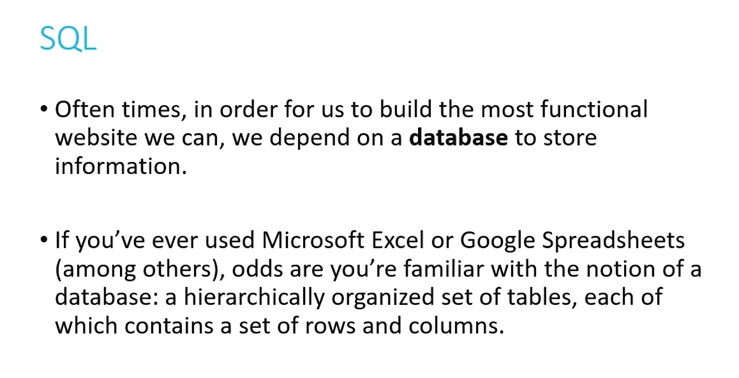 SQL
• Often times, in order for us to build the most functional
website we can, we depend on a database to store
information.
• If you’ve ever used Microsoft Excel or Google Spreadsheets
(among others), odds are you’re familiar with the notion of a
database: a hierarchically organized set of tables, each of
which contains a set of rows and columns.